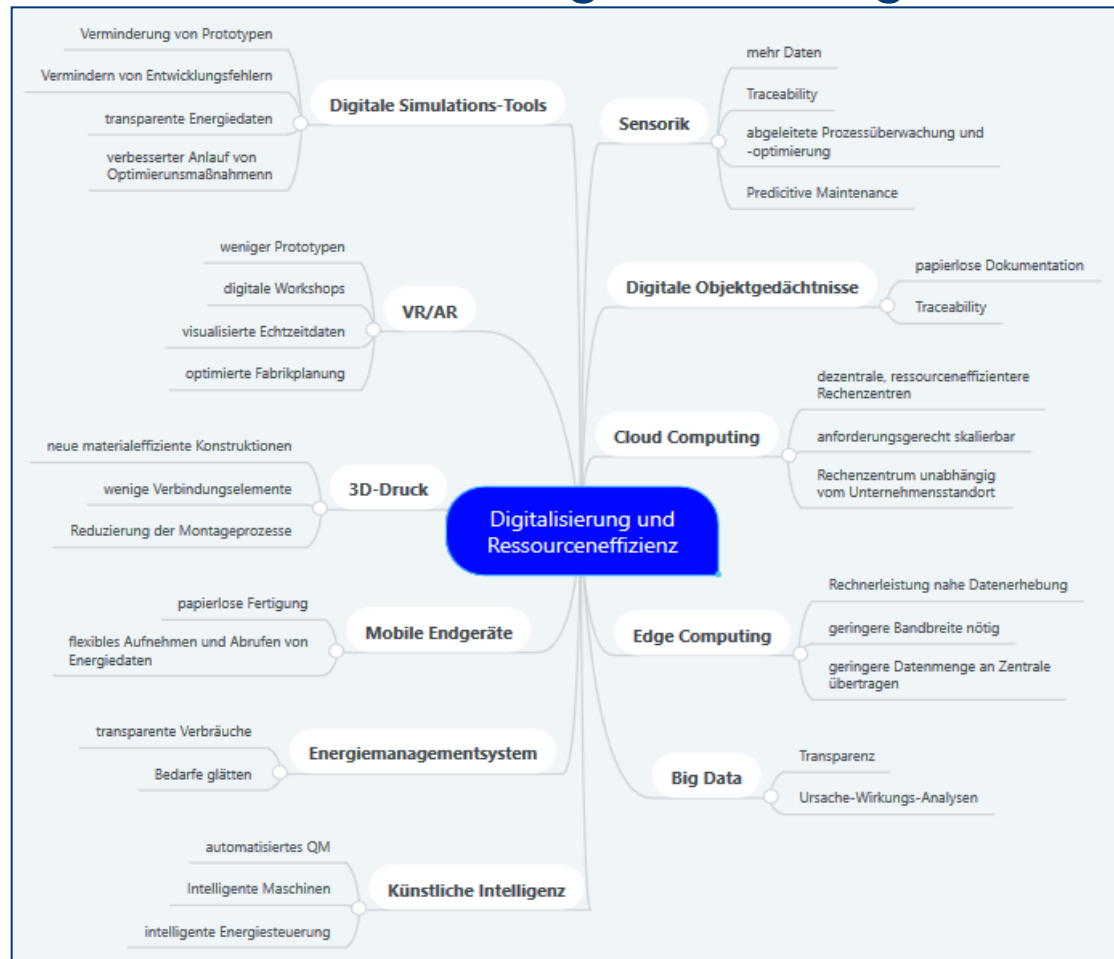 Verminderung von Prototypen
Vermindern von Entwicklungsfehlern
transparente Energiedaten
verbesserter Anlauf von
Optimierunsmaßnahmenn
Digitale Simulations-Tools
weniger Prototypen
digitale Workshops
visualisierte Echtzeitdaten
optimierte Fabrikplanung
VR/AR
neue materialeffiziente Konstruktionen
wenige Verbindungselemente
Reduzierung der Montageprozesse
3D-Druck
papierlose Fertigung
flexibles Aufnehmen und Abrufen von
Energiedaten
Mobile Endgeräte
transparente Verbräuche
Bedarfe glätten
Energiemanagementsystem
automatisiertes QM
Intelligente Maschinen
intelligente Energiesteuerung
Künstliche Intelligenz
Digitalisierung und
Ressourceneffizienz
Sensorik
mehr Daten
Traceability
abgeleitete Prozessüberwachung und
-optimierung
Predicitive Maintenance
Digitale Objektgedächtnisse
papierlose Dokumentation
Traceability
Cloud Computing
dezentrale, ressourceneffizientere
Rechenzentren
anforderungsgerecht skalierbar
Rechenzentrum unabhängig
vom Unternehmensstandort
Edge Computing
Rechnerleistung nahe Datenerhebung
geringere Bandbreite nötig
geringere Datenmenge an Zentrale
übertragen
Big Data
Transparenz
Ursache-Wirkungs-Analysen